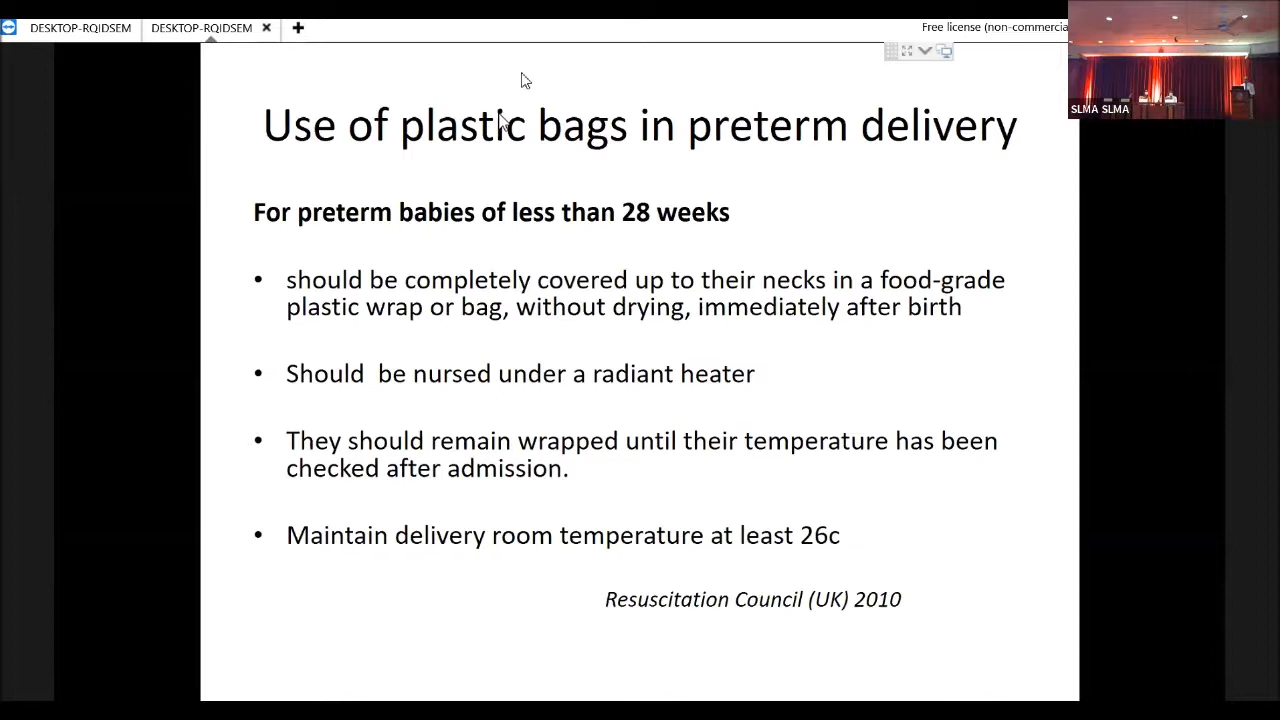 DESKTOP-RQIDSEM DESKTOP-RQIDSEM Free license (non-commercia
SLMA SLMA
Use of plastic bags in preterm delivery
For preterm babies of less than 28 weeks
• should be completely covered up to their necks in a food-grade
plastic wrap or bag, without drying, immediately after birth
• Should be nursed under a radiant heater
• They should remain wrapped until their temperature has been
checked after admission.
• Maintain delivery room temperature at least 26c
Resuscitation Council (UK) 2010